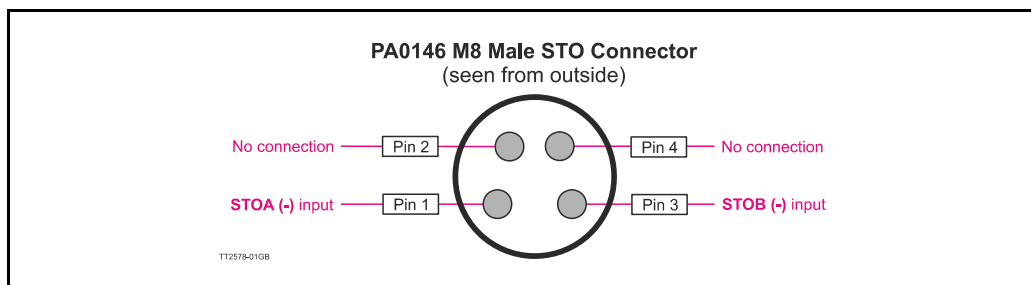 PA0146 M8 Male STO Connector
(seen from outside)
No connection Pin 2 Pin 4 No connection
STOA (-) input Pin 1 Pin 3 STOB (-) input
TT2578-01GB